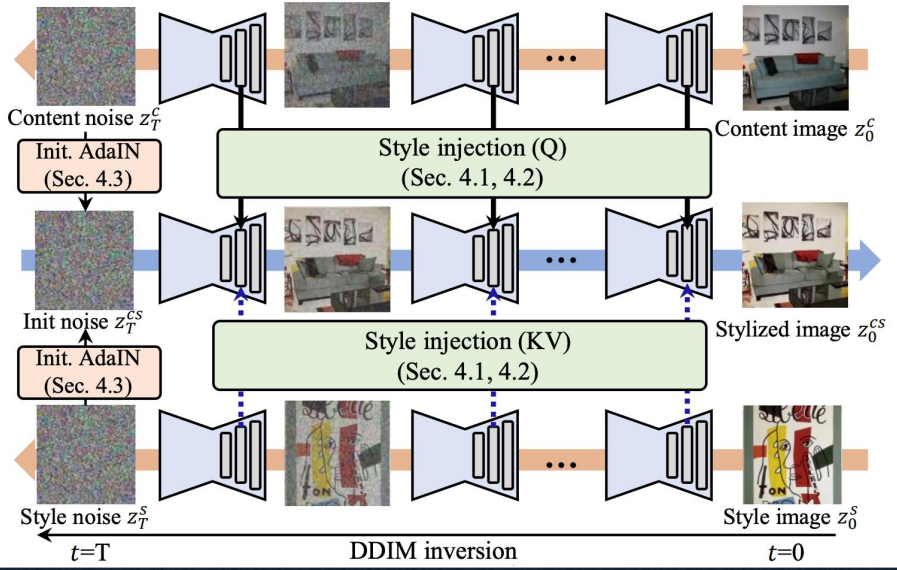 Content noise z_T^c
Content image z_0^c
Init. AdaIN
(Sec. 4.3)
Style injection (Q)
(Sec. 4.1, 4.2)
Init noise z_T^{cs}
Stylized image z_0^{cs}
Init. AdaIN
(Sec. 4.3)
Style injection (KV)
(Sec. 4.1, 4.2)
ON
Style noise z_T^s
Style image z_0^s
t=T
DDIM inversion
t=0